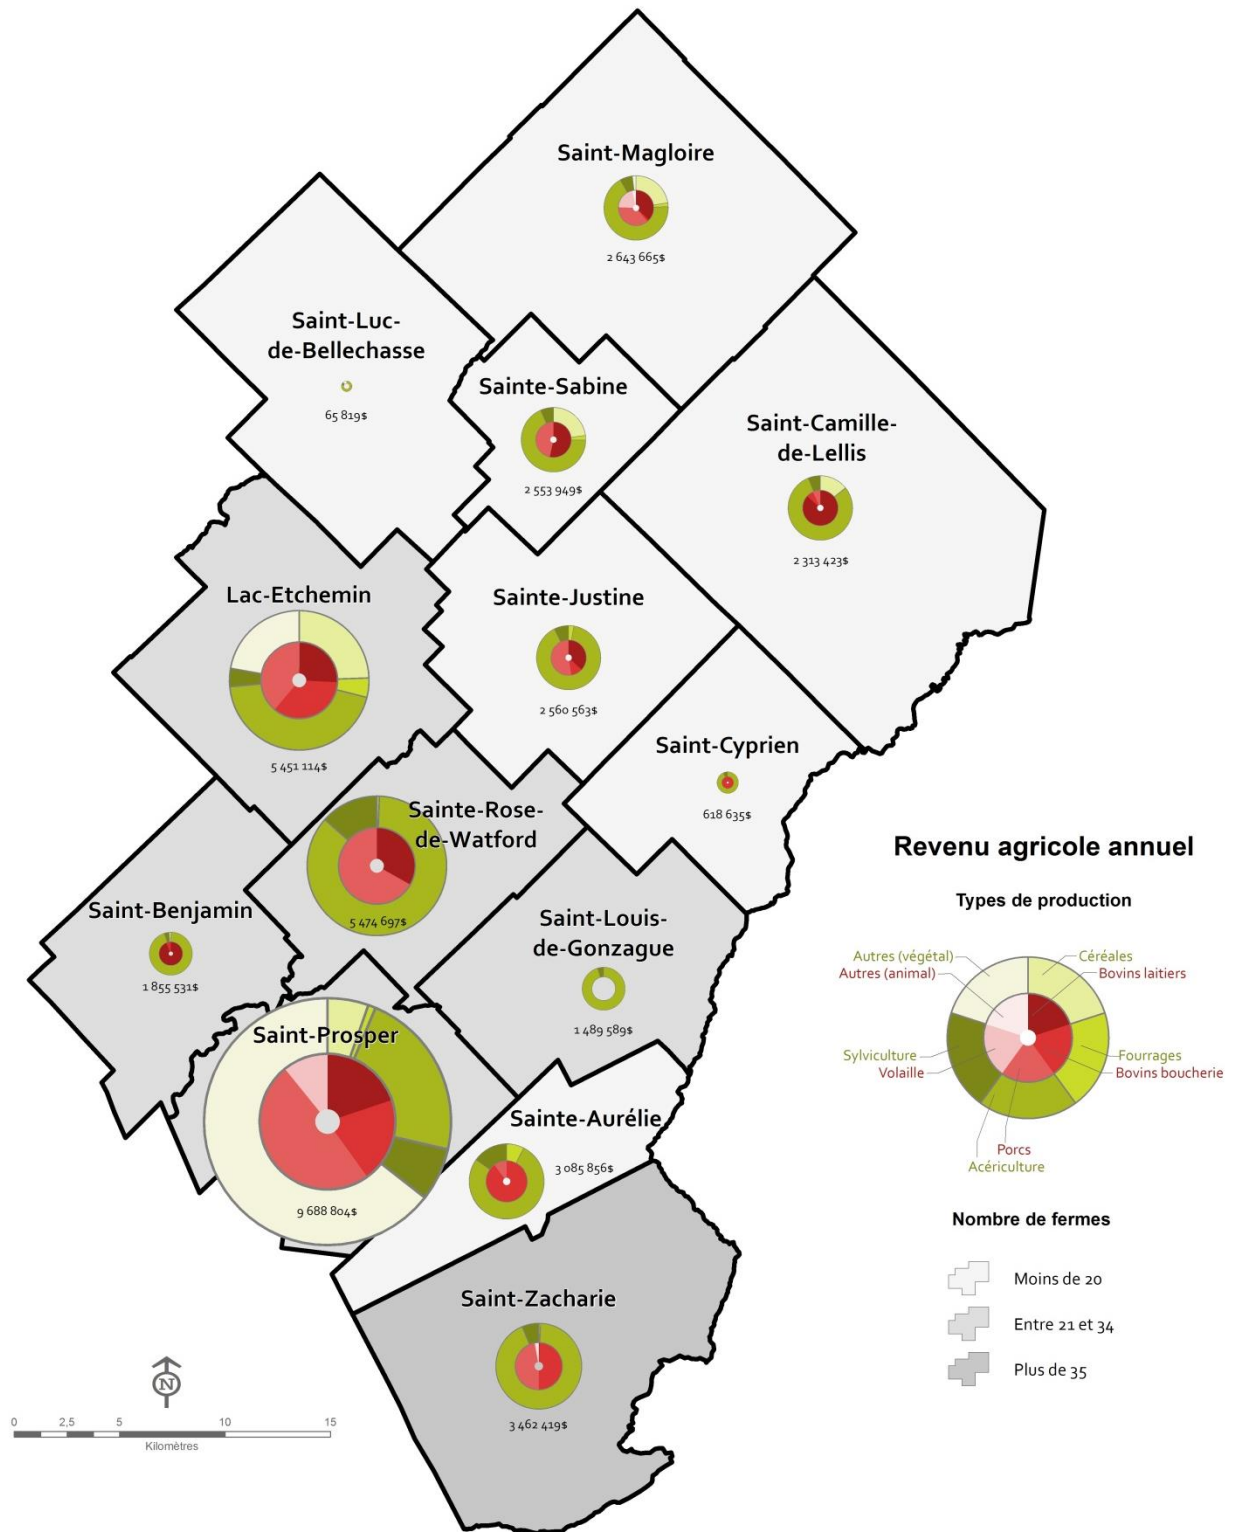 Saint-Magloire
2 643 665$
Saint-Luc-
de-Bellechasse
65 819$
Sainte-Sabine
2 553 949$
Saint-Camille-
de-Lellis
2 313 423$
Lac-Etchemin
5 451 114$
Sainte-Justine
2 560 563$
Saint-Cyprien
618 635$
Sainte-Rose-
de-Watford
5 474 697$
Saint-Benjamin
1 855 531$
Saint-Louis-
de-Gonzague
1 489 589$
Saint-Prosper
9 688 804$
Sainte-Aurélie
3 085 856$
Saint-Zacharie
3 462 419$
Revenu agricole annuel
Types de production
Autres (végétal)
Autres (animal)
Céréales
Bovins laitiers
Sylviculture
Volaille
Fourrages
Bovins boucherie
Porcs
Acériculture
Nombre de fermes
Moins de 20
Entre 21 et 34
Plus de 35
N
0 2,5 5 10 15
Kilomètres